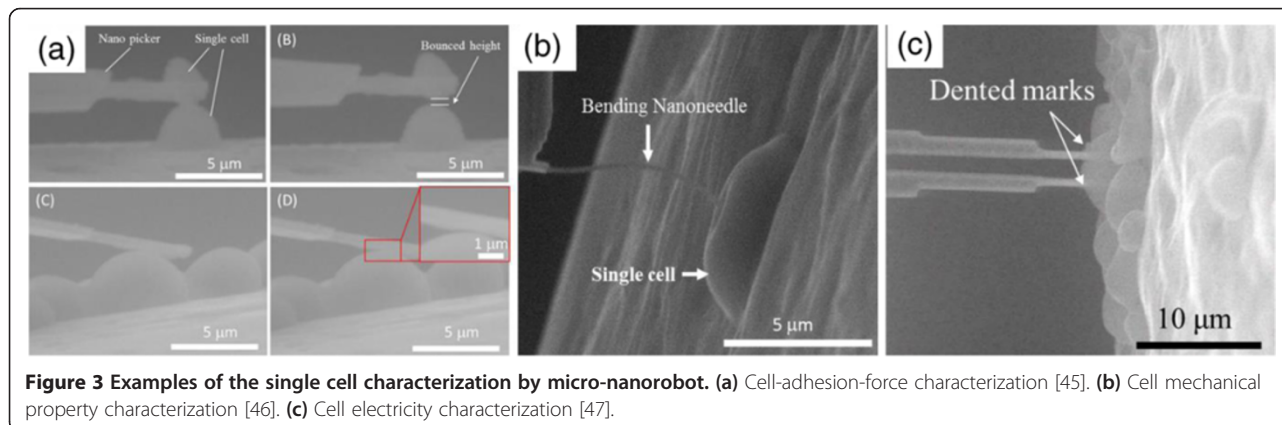 (a)
Nano picker
Single cell
5 µm
(B)
Bounced height
5 µm
(C)
5 µm
(D)
1 µm
5 µm
(b)
Bending Nanoneedle
Single cell
5 µm
(c)
Dented marks
10 µm
Figure 3 Examples of the single cell characterization by micro-nanorobot. (a) Cell-adhesion-force characterization [45]. (b) Cell mechanical
property characterization [46]. (c) Cell electricity characterization [47].